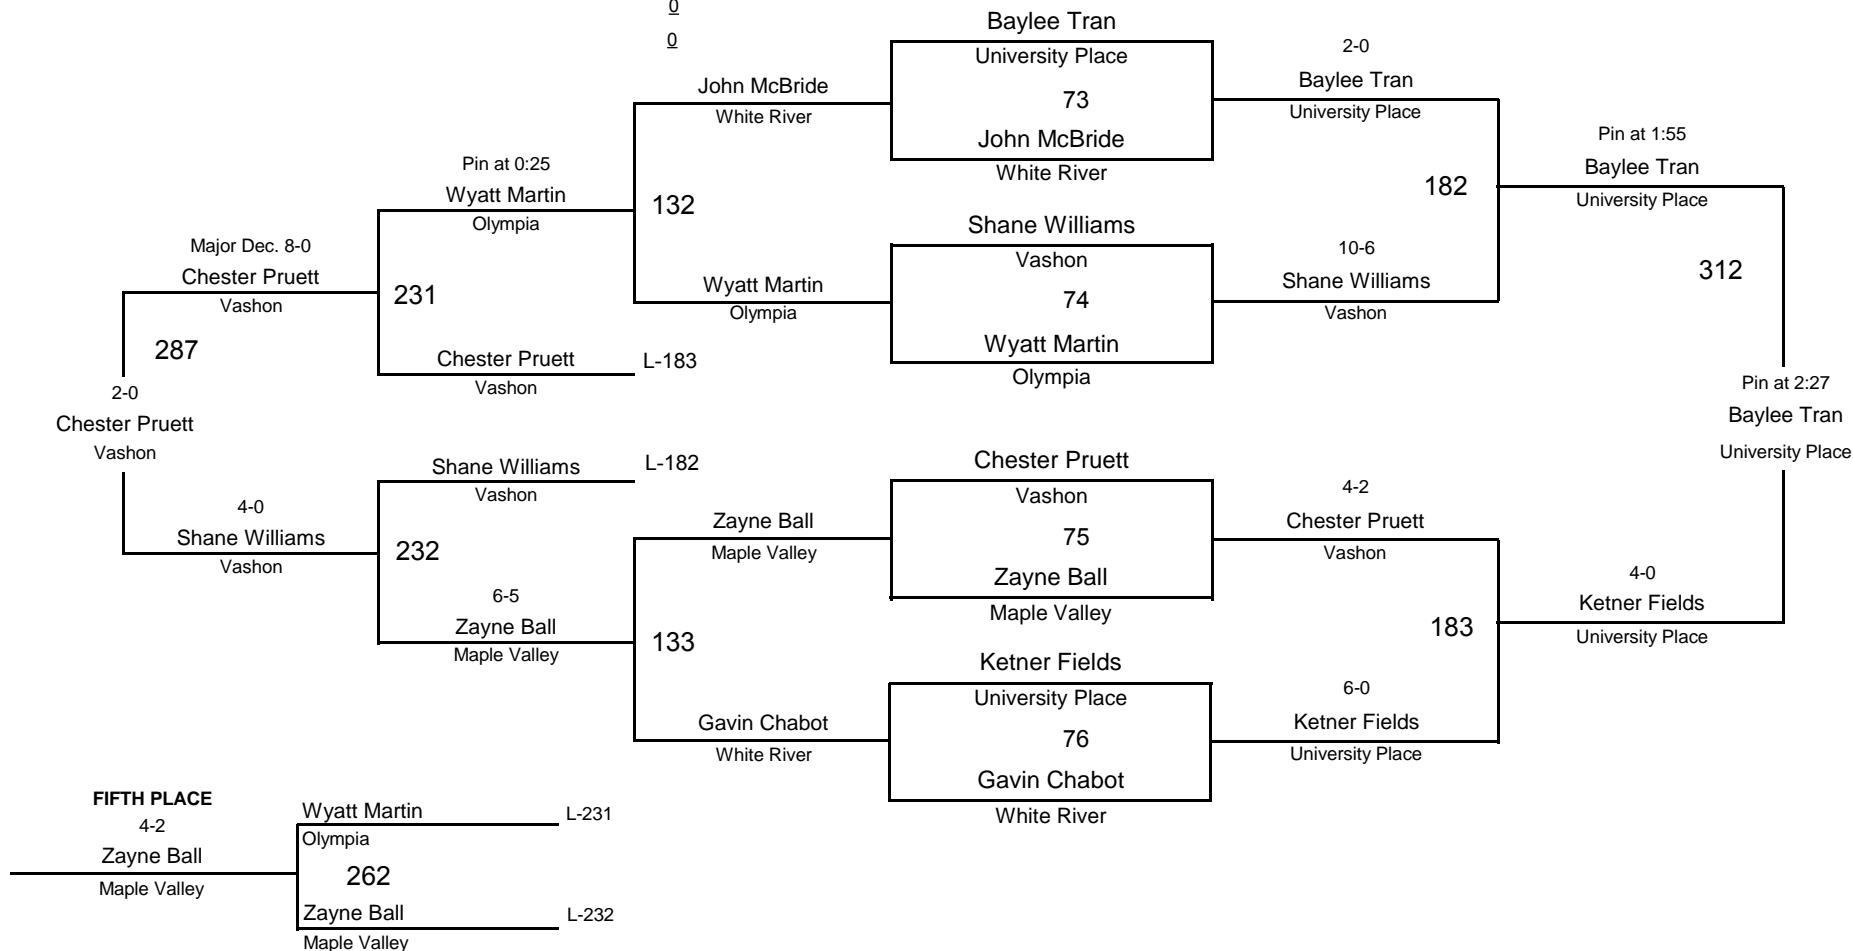 0
Baylee Tran
0
2-0
University Place
Baylee Tran
John McBride
73
University Place
White River
Pin at 1:55
John McBride
Pin at 0:25
Baylee Tran
White River
Wyatt Martin
132
182
University Place
Olympia
Shane Williams
Major Dec. 8-0
10-6
Vashon
Chester Pruett
Wyatt Martin
Shane Williams
312
231
74
Vashon
Olympia
Vashon
287
Wyatt Martin
Chester Pruett
L-183
Olympia
Vashon
2-0
Pin at 2:27
Chester Pruett
Baylee Tran
Vashon
University Place
Shane Williams
L-182
Chester Pruett
Vashon
Vashon
4-2
4-0
Zayne Ball
75
Chester Pruett
Shane Williams
232
Maple Valley
Vashon
Vashon
Zayne Ball
4-0
6-5
Maple Valley
Ketner Fields
Zayne Ball
133
183
University Place
Maple Valley
Ketner Fields
University Place
6-0
Gavin Chabot
76
Ketner Fields
White River
University Place
Gavin Chabot
White River
FIFTH PLACE
Wyatt Martin
L-231
4-2
Olympia
Zayne Ball
262
Maple Valley
Zayne Ball
L-232
Maple Valley